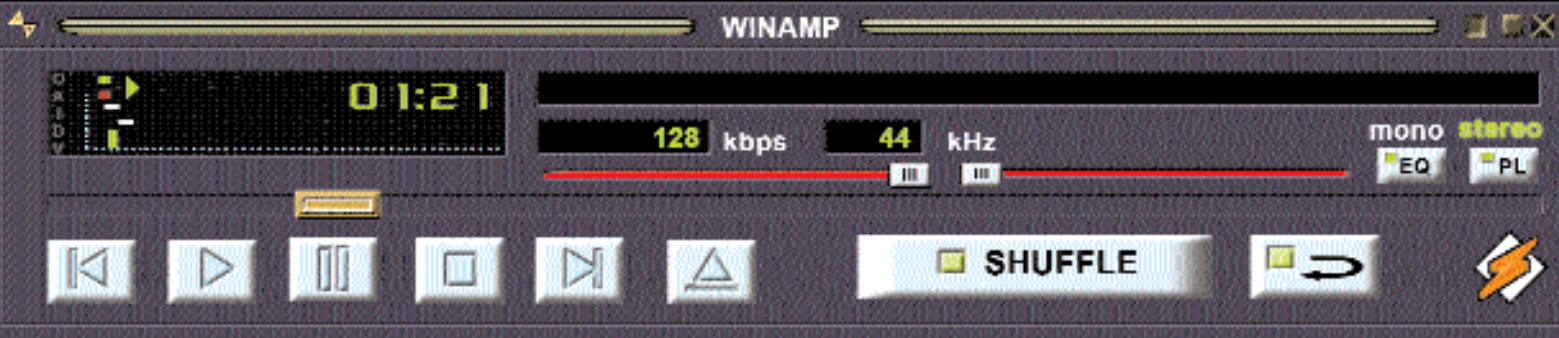 WINAMP
O
A
I
D
V
01:21
128 kbps 44 kHz
mono stereo
EQ PL
SHUFFLE